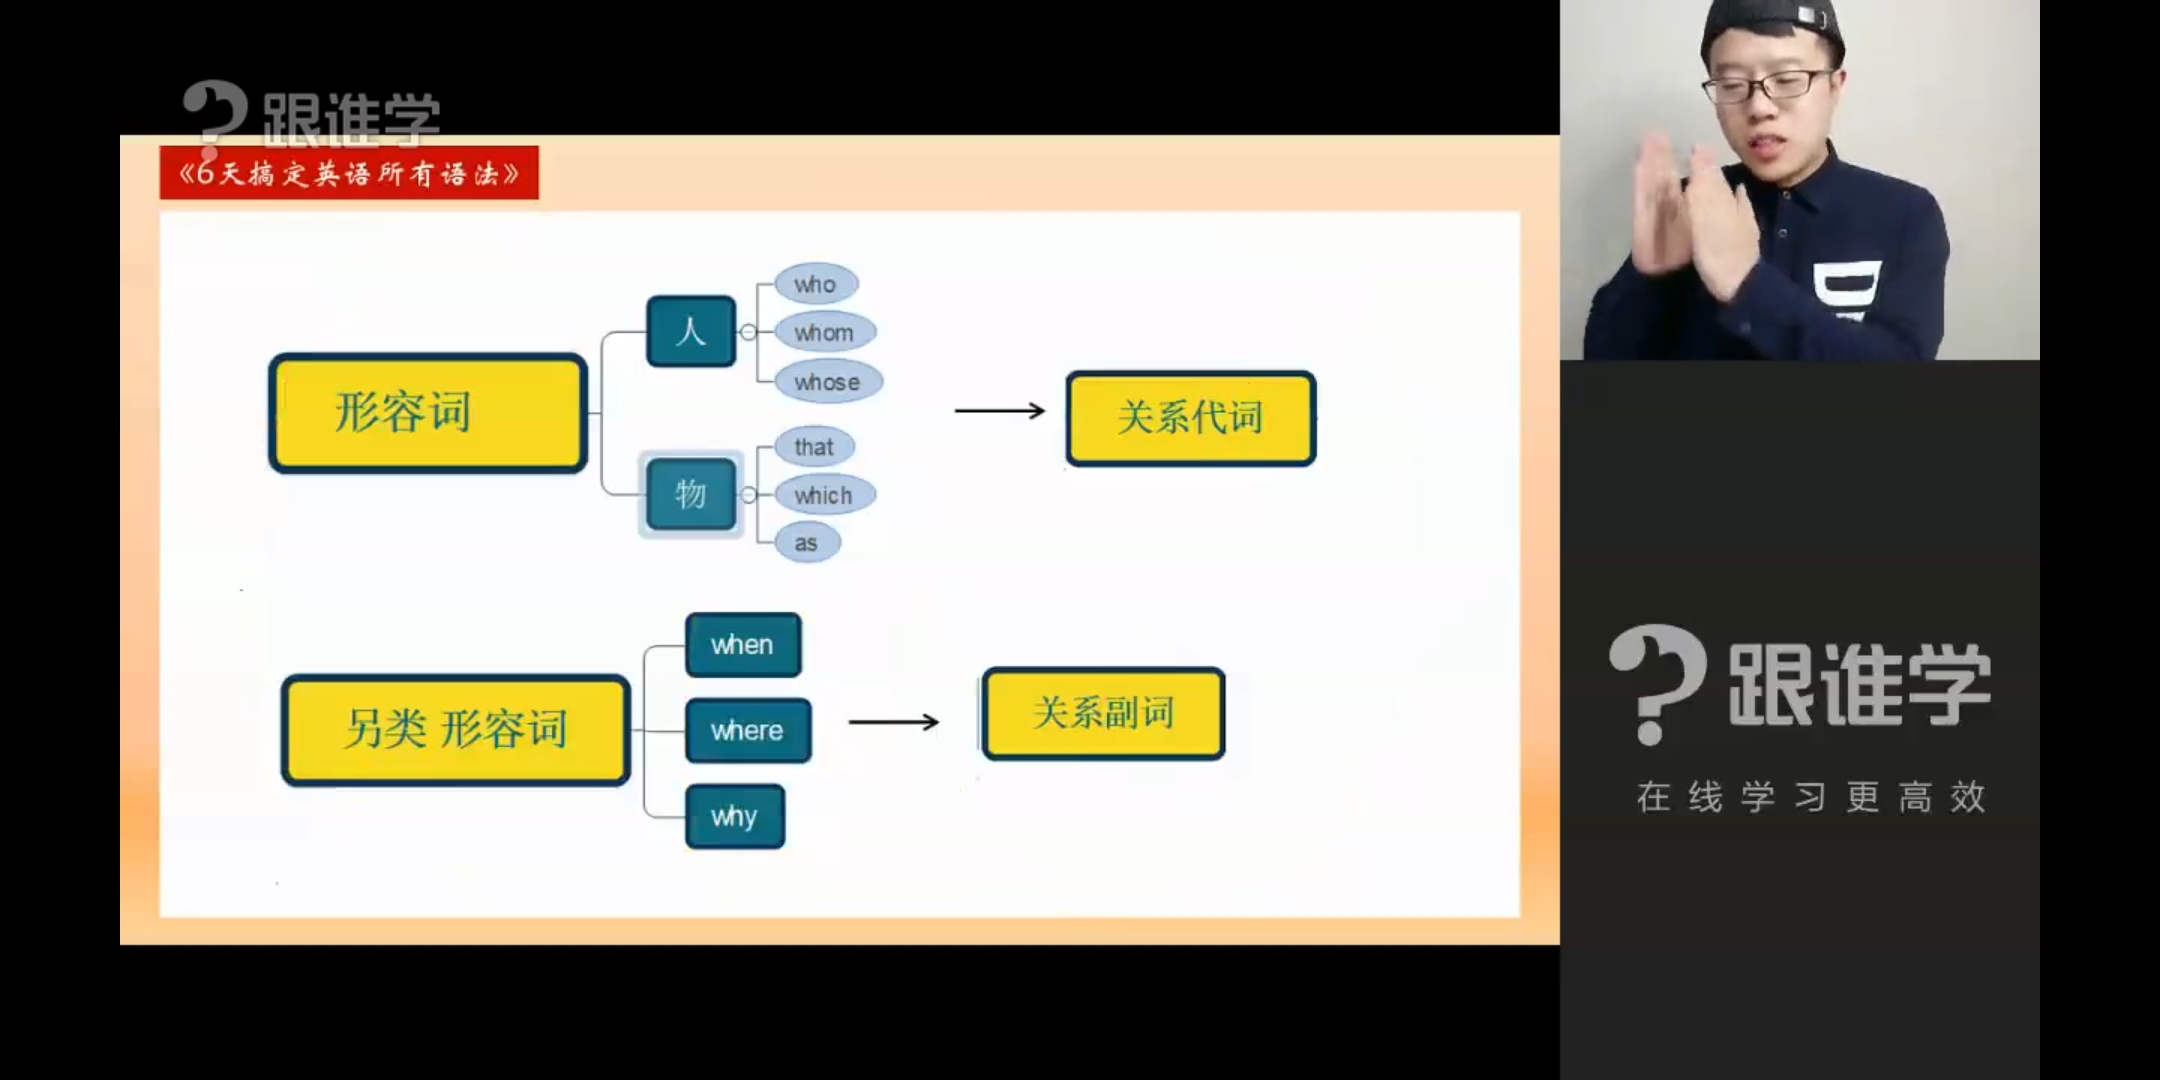 跟谁学
《6天搞定英语所有语法》
形容词
人
who
whom
whose
物
that
which
as
关系代词
另类 形容词
when
where
why
关系副词
跟谁学
在线学习更高效